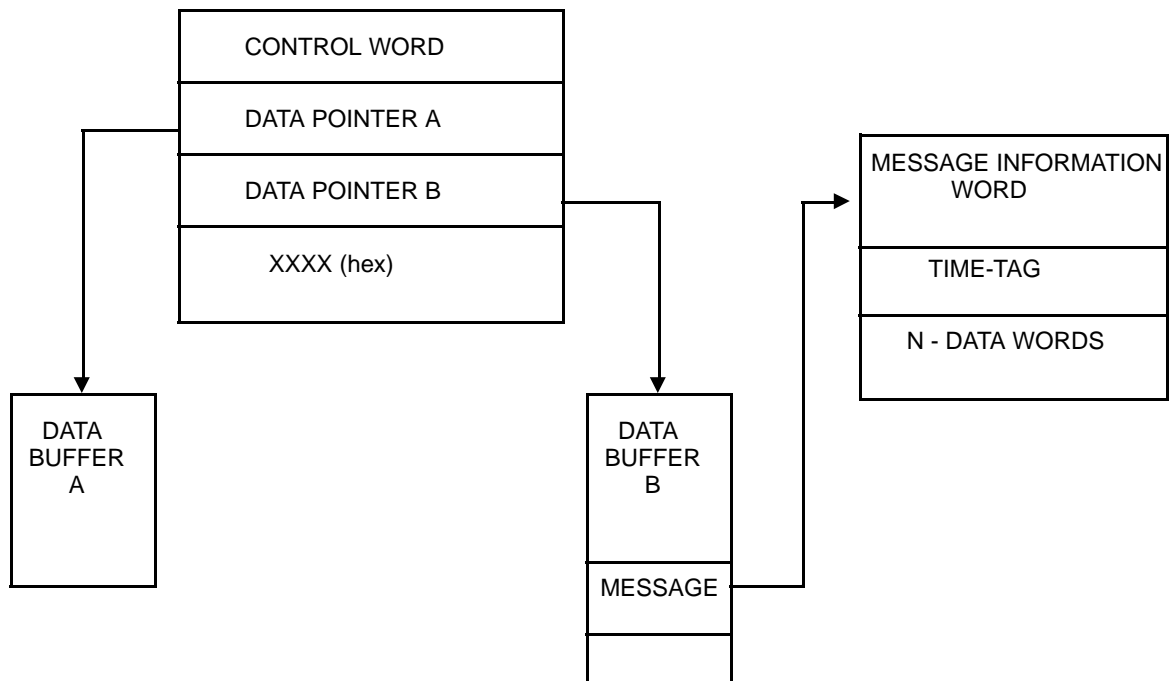 CONTROL WORD
DATA POINTER A
DATA POINTER B
XXXX (hex)
MESSAGE INFORMATION
WORD
TIME-TAG
N - DATA WORDS
DATA
BUFFER
A
DATA
BUFFER
B
MESSAGE